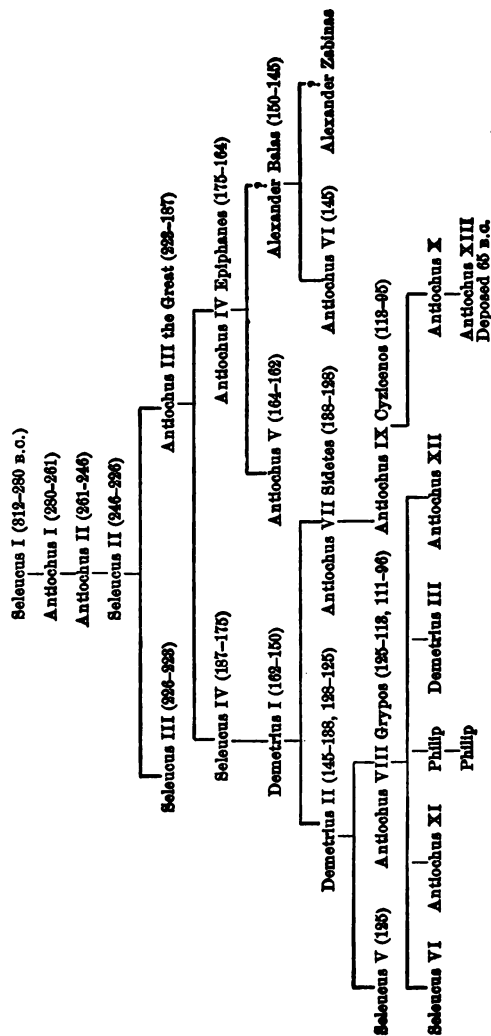 Seleucus I (312–280 B.C.)
Antiochus I (280–261)
Antiochus II (261–246)
Seleucus II (246–226)
Seleucus III (226–223) Antiochus III the Great (223–187)
Seleucus IV (187–175) Antiochus IV Epiphanes (175–164)
?
Demetrius I (162–150) Antiochus V (164–162) Alexander Balas (150–145)
?
Demetrius II (145–138, 128–125) Antiochus VII Sidetes (138–128) Antiochus VI (145) Alexander Zabinas
Seleucus V (125) Antiochus VIII Grypos (125–113, 111–96) Antiochus IX Cyzicenos (113–95)
Seleucus VI Antiochus XI Philip Demetrius III Antiochus XII Antiochus X
Philip Antiochus XIII
Deposed 65 B.C.